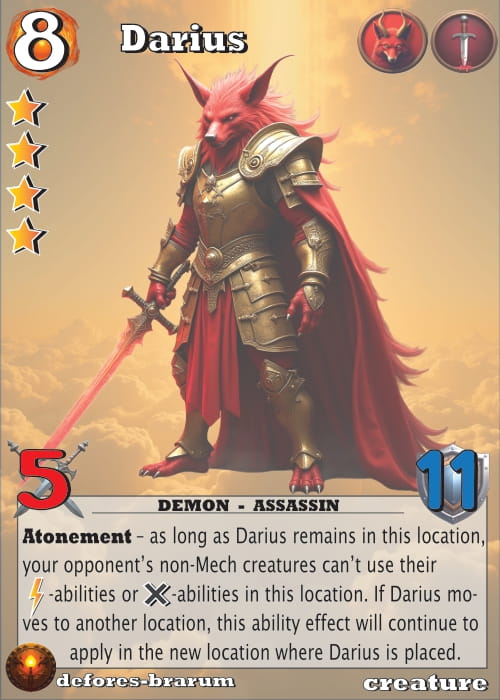 8 Darius
5
11
DEMON - ASSASSIN
Atonement – as long as Darius remains in this location,
your opponent's non-Mech creatures can't use their
-abilities or -abilities in this location. If Darius mo-
ves to another location, this ability effect will continue to
apply in the new location where Darius is placed.
defores-brarum
creature